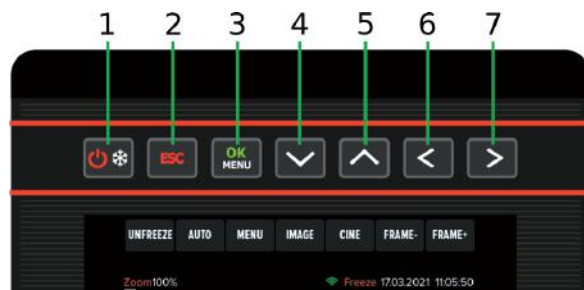 1 2 3 4 5 6 7
ESC OK
MENU
UNFREEZE AUTO MENU IMAGE CINE FRAME- FRAME+
Zoom100% Freeze 17.03.2021 11:05:50